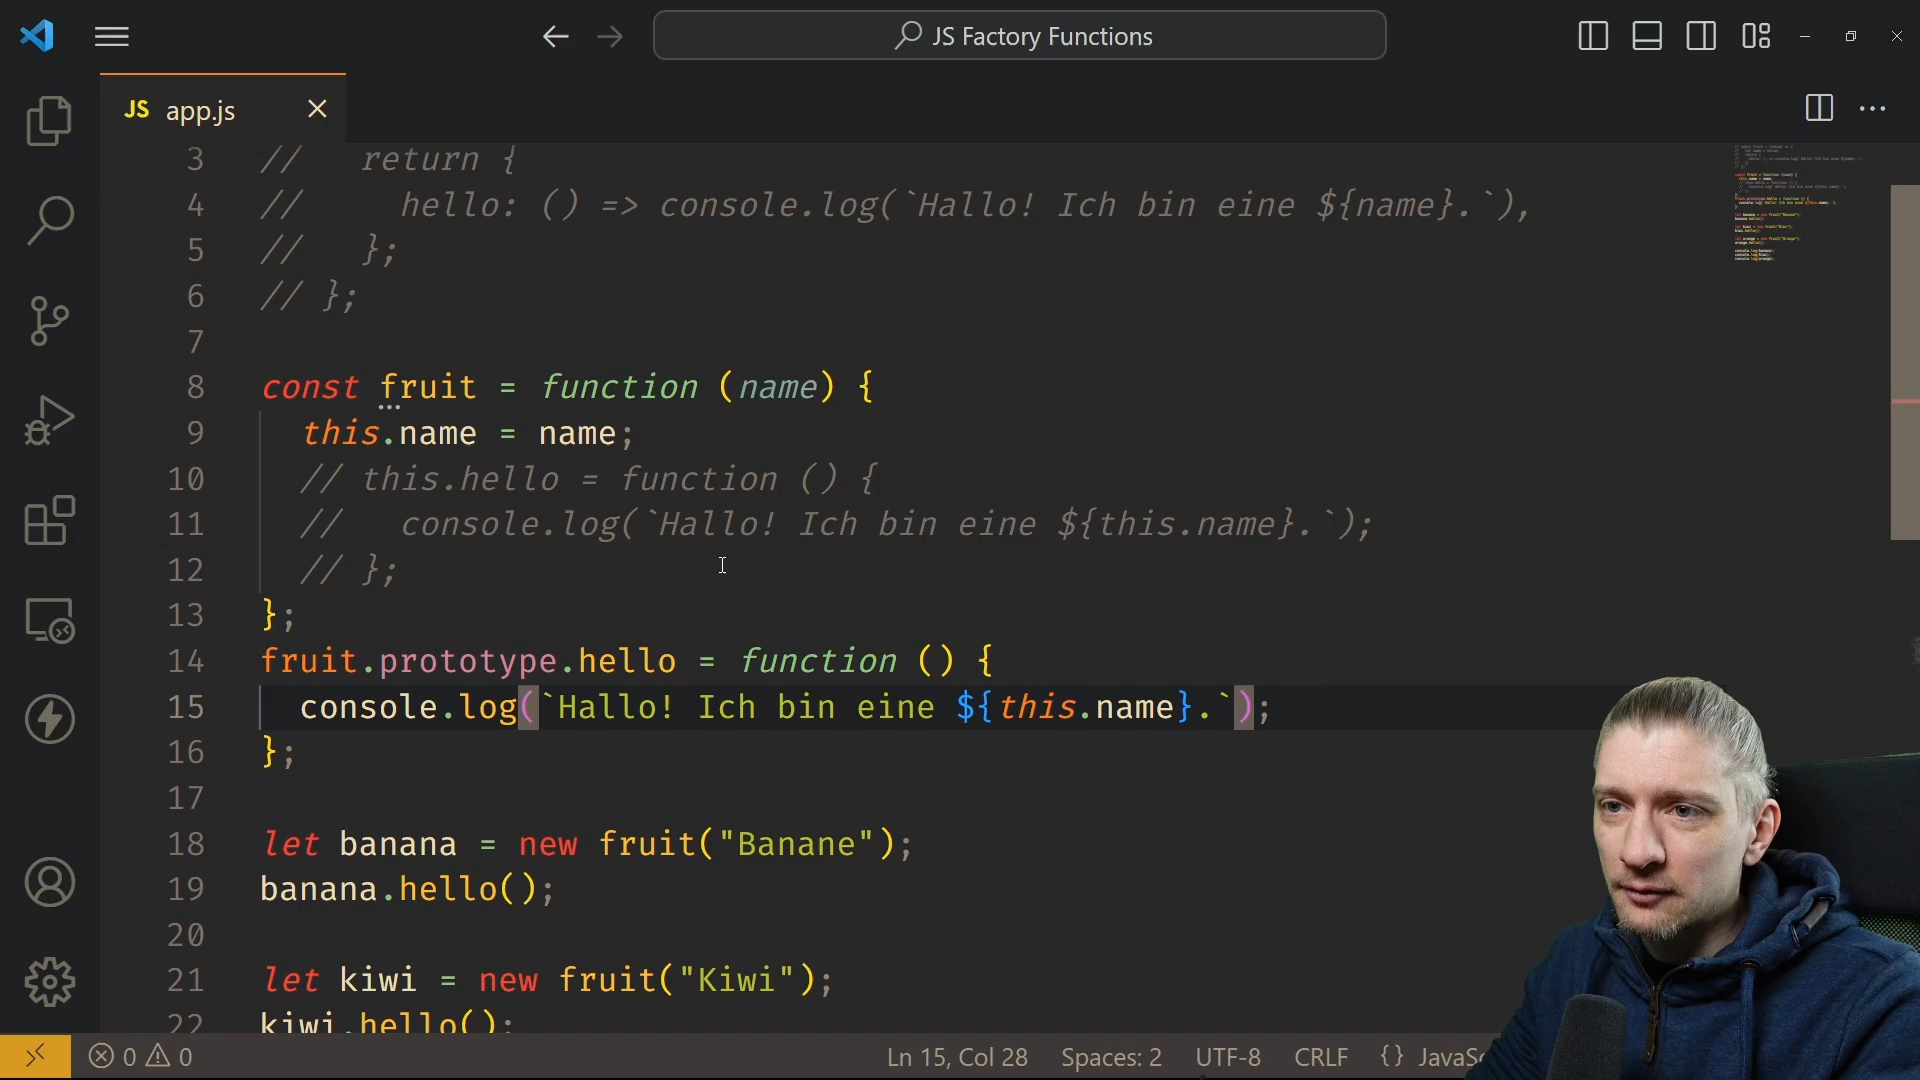 JS Factory Functions
JS app.js
3 // return {
4 // hello: () => console.log(`Hallo! Ich bin eine ${name}.`),
5 // };
6 // };
7
8 const fruit = function (name) {
9 this.name = name;
10 // this.hello = function () {
11 // console.log(`Hallo! Ich bin eine ${this.name}.`);
12 // };
13 };
14 fruit.prototype.hello = function () {
15 console.log(`Hallo! Ich bin eine ${this.name}.`);
16 };
17
18 let banana = new fruit("Banane");
19 banana.hello();
20
21 let kiwi = new fruit("Kiwi");
22 kiwi.hello();
0 0 Ln 15, Col 28 Spaces: 2 UTF-8 CRLF {}